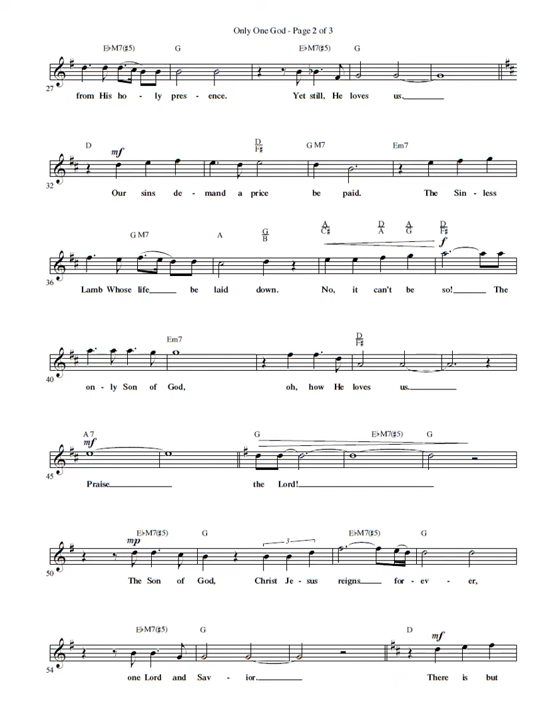 Only One God - Page 2 of 3
E♭M7(♯5) G E♭M7(♯5) G
27
from His ho - ly pres - ence. Yet still, He loves us.
D mf D/F♯ G M7 Em7
32
Our sins de - mand a price be paid. The Sin - less
G M7 A G/B A/C♯ D/A A/G D/F♯ f
36
Lamb Whose life be laid down. No, it can't be so! The
Em7 D/F♯
40
on - ly Son of God, oh, how He loves us.
A 7 mf G E♭M7(♯5) G
45
Praise the Lord!
mp E♭M7(♯5) G E♭M7(♯5) G
3
50
The Son of God, Christ Je - sus reigns for - ev - er,
E♭M7(♯5) G D mf
54
one Lord and Sav - ior. There is but